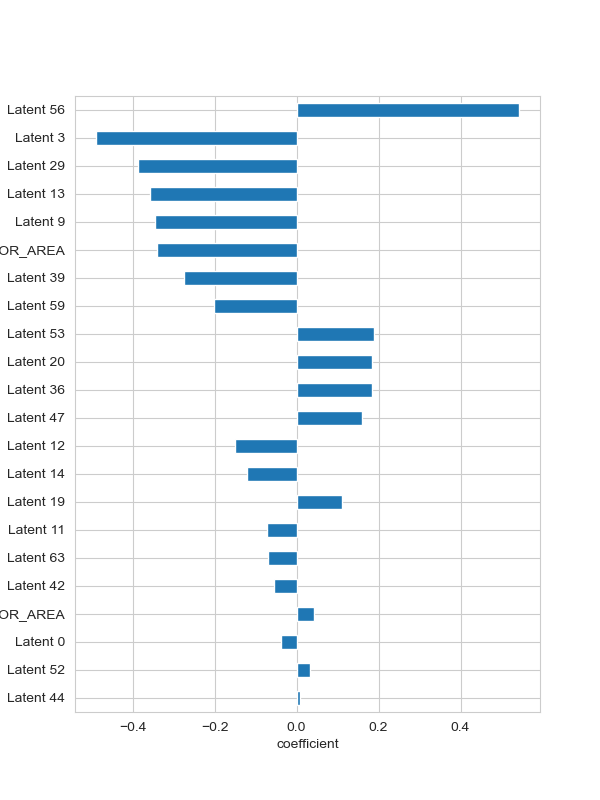 Latent 56
Latent 3
Latent 29
Latent 13
Latent 9
OR_AREA
Latent 39
Latent 59
Latent 53
Latent 20
Latent 36
Latent 47
Latent 12
Latent 14
Latent 19
Latent 11
Latent 63
Latent 42
OR_AREA
Latent 0
Latent 52
Latent 44
−0.4 −0.2 0.0 0.2 0.4
coefficient